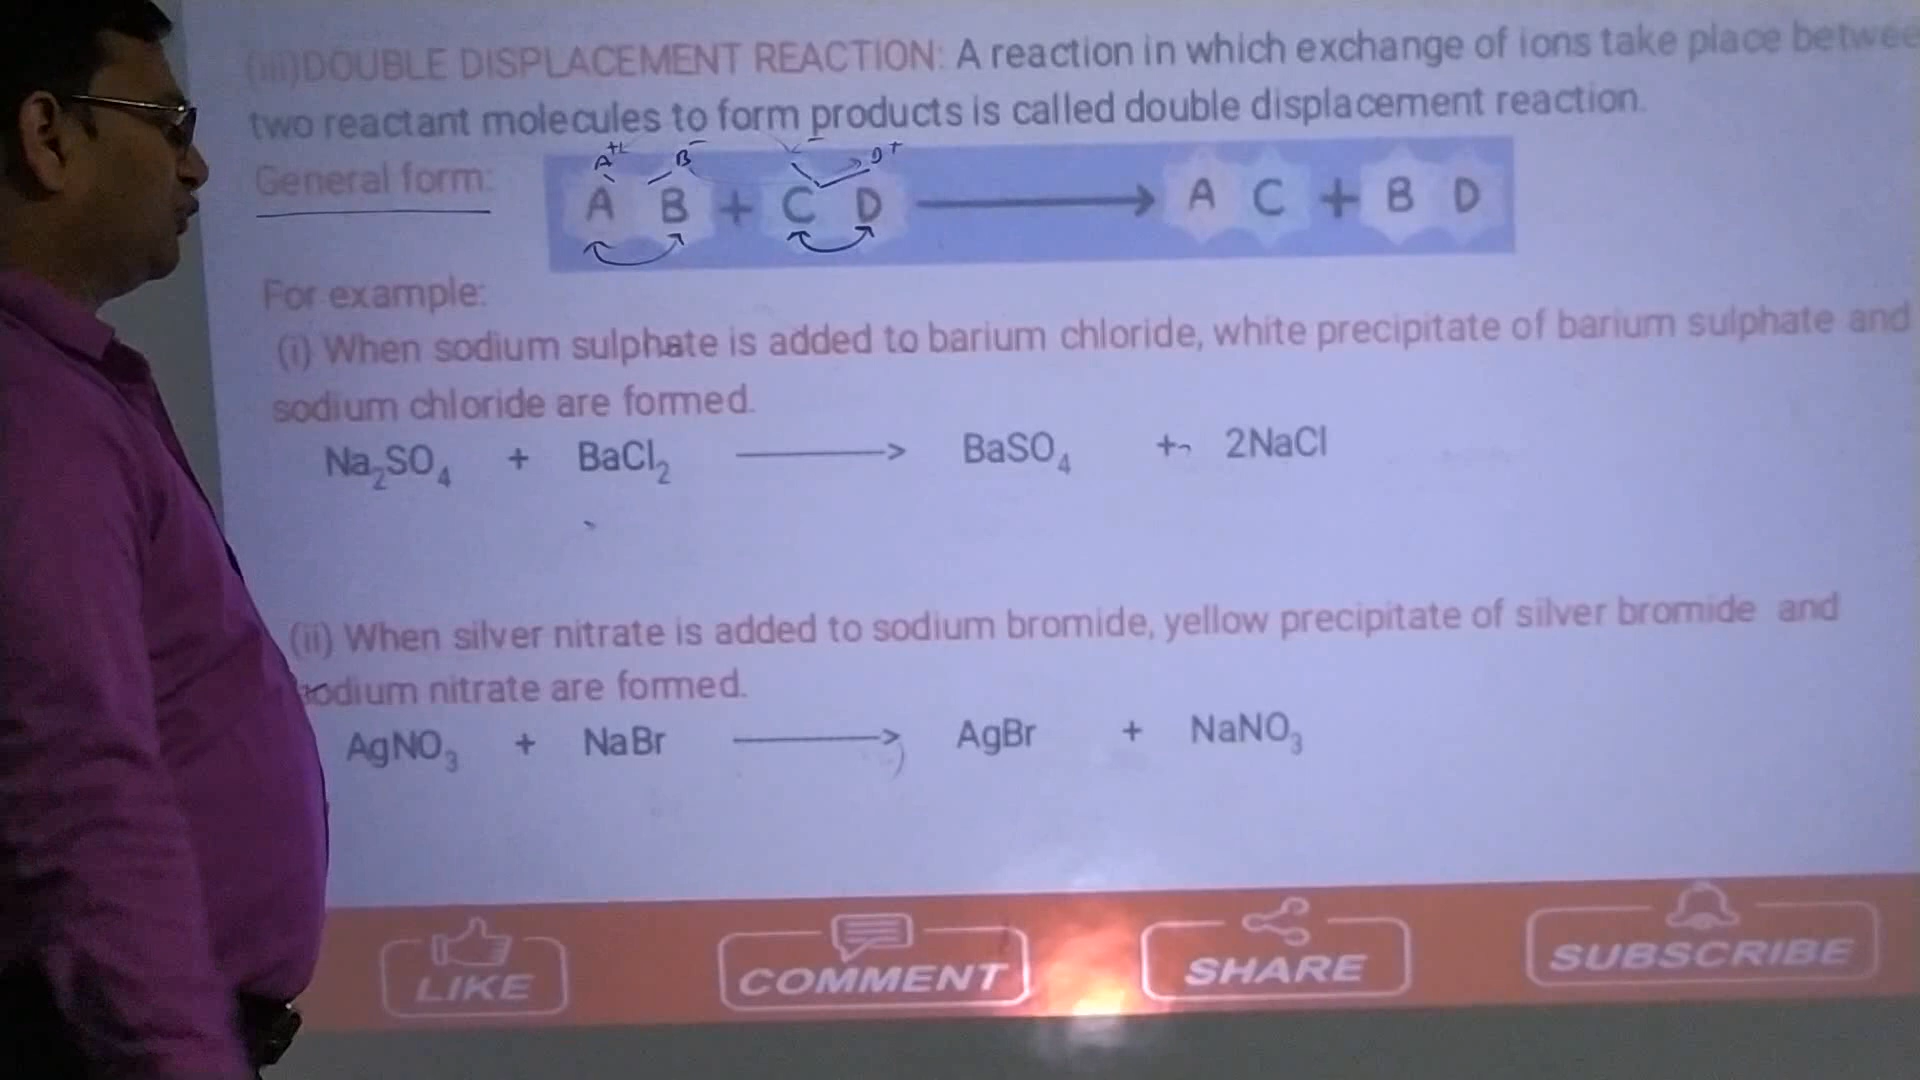 (iii)DOUBLE DISPLACEMENT REACTION: A reaction in which exchange of ions take place betwee
two reactant molecules to form products is called double displacement reaction.
A+ B- C- D+
General form: A B + C D → A C + B D
For example:
(i) When sodium sulphate is added to barium chloride, white precipitate of barium sulphate and
sodium chloride are formed.
Na₂SO₄ + BaCl₂ → BaSO₄ + 2NaCl
(ii) When silver nitrate is added to sodium bromide, yellow precipitate of silver bromide and
sodium nitrate are formed.
AgNO₃ + NaBr → AgBr + NaNO₃
LIKE COMMENT SHARE SUBSCRIBE